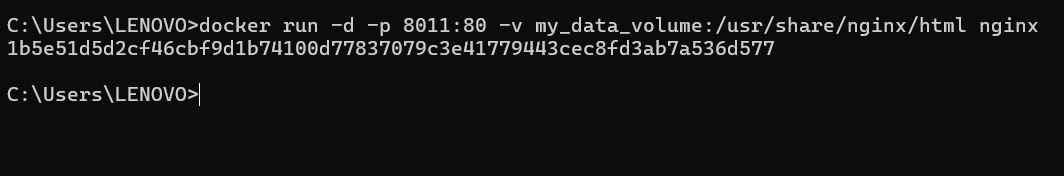 C:\Users\LENOVO>docker run -d -p 8011:80 -v my_data_volume:/usr/share/nginx/html nginx
1b5e51d5d2cf46cbf9d1b74100d77837079c3e41779443cec8fd3ab7a536d577
C:\Users\LENOVO>